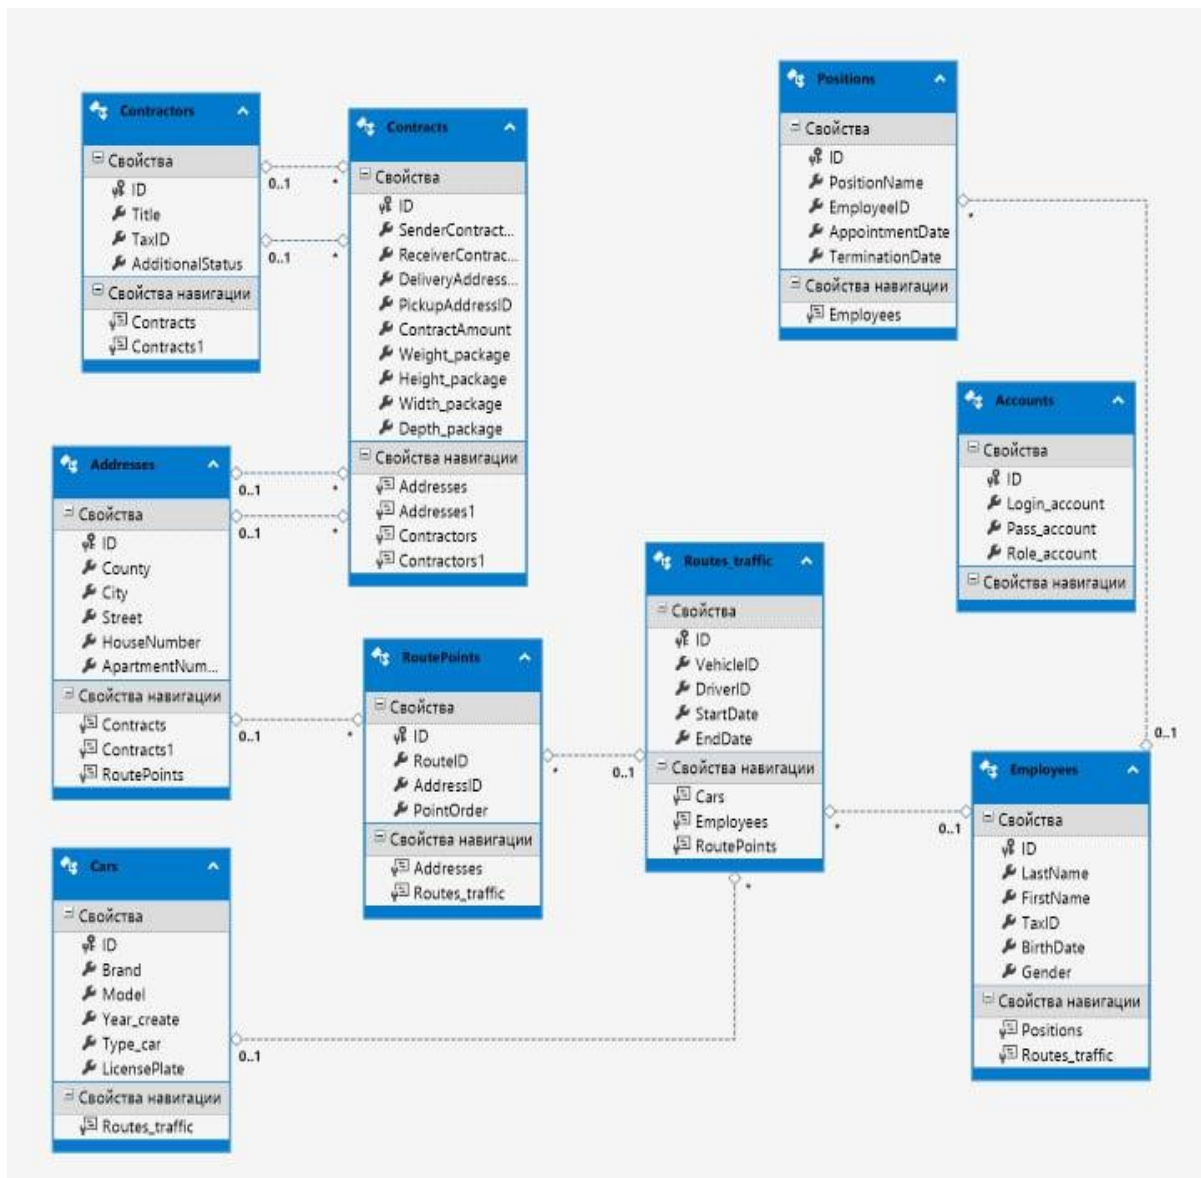 Contractors
Свойства
ID
Title
TaxID
AdditionalStatus
Свойства навигации
Contracts
Contracts1
0..1
*
0..1
*
Contracts
Свойства
ID
SenderContract...
ReceiverContrac...
DeliveryAddress...
PickupAddressID
ContractAmount
Weight_package
Height_package
Width_package
Depth_package
Свойства навигации
Addresses
Addresses1
Contractors
Contractors1
Positions
Свойства
ID
PositionName
EmployeeID
AppointmentDate
TerminationDate
Свойства навигации
Employees
*
Accounts
Свойства
ID
Login_account
Pass_account
Role_account
Свойства навигации
Addresses
Свойства
ID
County
City
Street
HouseNumber
ApartmentNum...
Свойства навигации
Contracts
Contracts1
RoutePoints
0..1
*
0..1
*
0..1
*
RoutePoints
Свойства
ID
RouteID
AddressID
PointOrder
Свойства навигации
Addresses
Routes_traffic
*
0..1
Routes_traffic
Свойства
ID
VehicleID
DriverID
StartDate
EndDate
Свойства навигации
Cars
Employees
RoutePoints
*
0..1
*
0..1
Employees
Свойства
ID
LastName
FirstName
TaxID
BirthDate
Gender
Свойства навигации
Positions
Routes_traffic
Cars
Свойства
ID
Brand
Model
Year_create
Type_car
LicensePlate
Свойства навигации
Routes_traffic
0..1